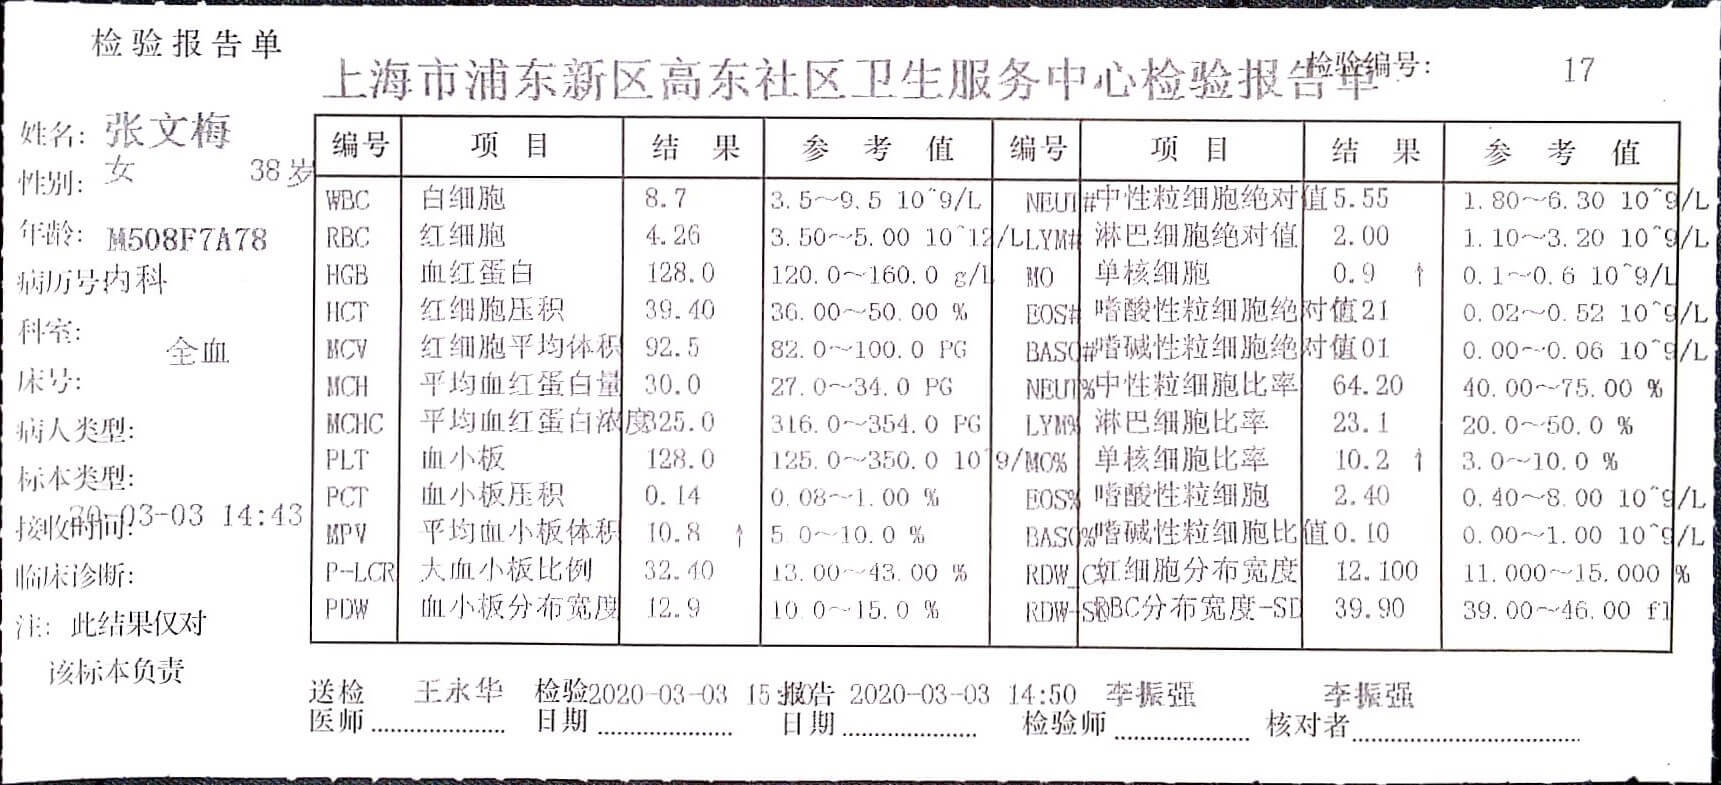 检验报告单
上海市浦东新区高东社区卫生服务中心检验报告单
检验编号: 17
姓名: 张文梅
性别: 女 38岁
年龄: M508F7A78
病历号 内科
科室:
全血
床号:
病人类型:
标本类型:
接收时间: 20-03-03 14:43
临床诊断:
注: 此结果仅对
该标本负责
编号 项目 结果 参考值 编号 项目 结果 参考值
WBC 白细胞 8.7 3.5~9.5 10^9/L NEUT# 中性粒细胞绝对值 5.55 1.80~6.30 10^9/L
RBC 红细胞 4.26 3.50~5.00 10^12/L LYM# 淋巴细胞绝对值 2.00 1.10~3.20 10^9/L
HGB 血红蛋白 128.0 120.0~160.0 g/L MO 单核细胞 0.9 ↑ 0.1~0.6 10^9/L
HCT 红细胞压积 39.40 36.00~50.00 % EOS# 嗜酸性粒细胞绝对值 21 0.02~0.52 10^9/L
MCV 红细胞平均体积 92.5 82.0~100.0 PG BASO# 嗜碱性粒细胞绝对值 01 0.00~0.06 10^9/L
MCH 平均血红蛋白量 30.0 27.0~34.0 PG NEUT% 中性粒细胞比率 64.20 40.00~75.00 %
MCHC 平均血红蛋白浓度 325.0 316.0~354.0 PG LYM% 淋巴细胞比率 23.1 20.0~50.0 %
PLT 血小板 128.0 125.0~350.0 10^9/ MO% 单核细胞比率 10.2 ↑ 3.0~10.0 %
PCT 血小板压积 0.14 0.08~1.00 % EOS% 嗜酸性粒细胞 2.40 0.40~8.00 10^9/L
MPV 平均血小板体积 10.8 ↑ 5.0~10.0 % BASO% 嗜碱性粒细胞比值 0.10 0.00~1.00 10^9/L
P-LCR 大血小板比例 32.40 13.00~43.00 % RDW_CV 红细胞分布宽度 12.100 11.000~15.000 %
PDW 血小板分布宽度 12.9 10.0~15.0 % RDW-SD RBC分布宽度-SD 39.90 39.00~46.00 fl
送检医师 王永华 检验日期 2020-03-03 15: 报告日期 2020-03-03 14:50 检验师 李振强 核对者 李振强